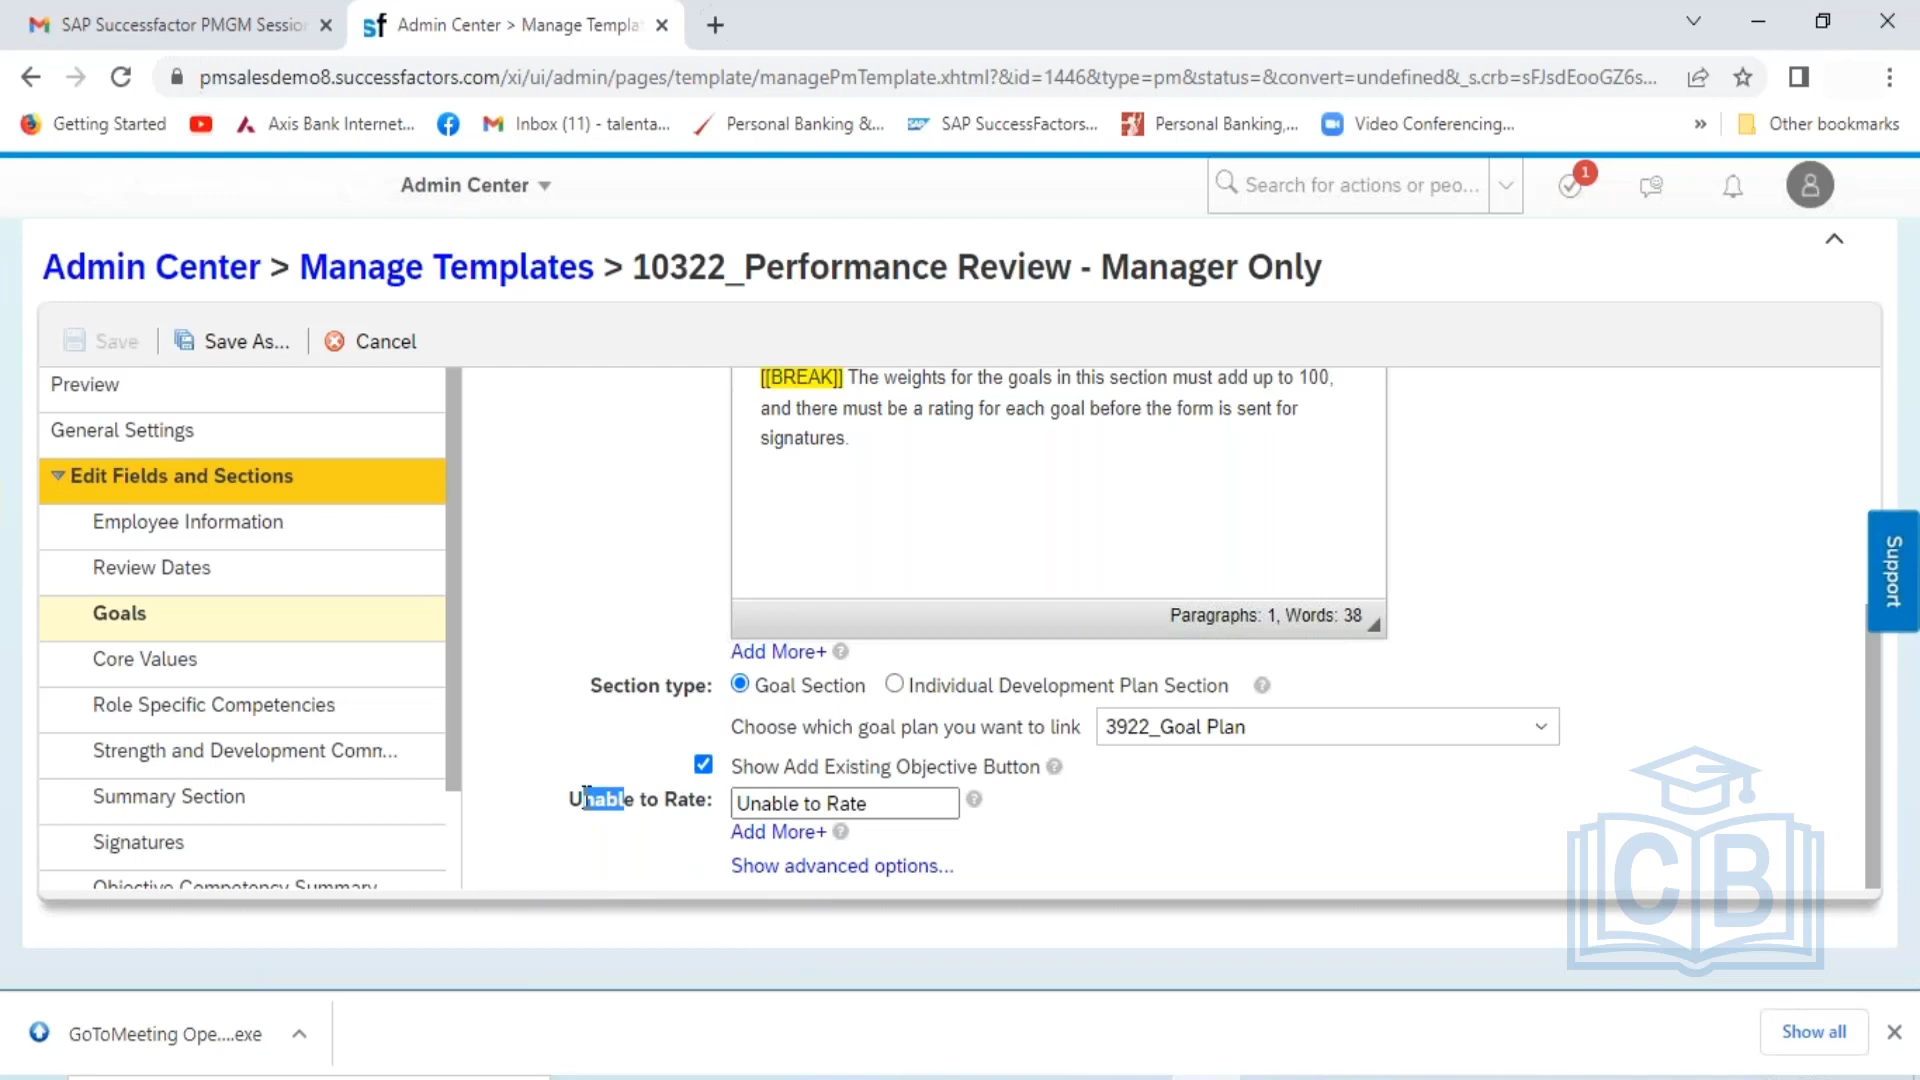 SAP Successfactor PMGM Session
Admin Center > Manage Templa
pmsalesdemo8.successfactors.com/xi/ui/admin/pages/template/managePmTemplate.xhtml?&id=1446&type=pm&status=&convert=undefined&_s.crb=sFJsdEooGZ6s...
Getting Started
Axis Bank Internet...
Inbox (11) - talenta...
Personal Banking &...
SAP SuccessFactors...
Personal Banking,...
Video Conferencing...
»
Other bookmarks
Admin Center
Search for actions or peo...
1
Admin Center > Manage Templates > 10322_Performance Review - Manager Only
Save
Save As...
Cancel
Preview
General Settings
Edit Fields and Sections
Employee Information
Review Dates
Goals
Core Values
Role Specific Competencies
Strength and Development Comm...
Summary Section
Signatures
Objective Competency Summary
[[BREAK]] The weights for the goals in this section must add up to 100,
and there must be a rating for each goal before the form is sent for
signatures.
Paragraphs: 1, Words: 38
Add More+
Section type:
Goal Section
Individual Development Plan Section
Choose which goal plan you want to link
3922_Goal Plan
Show Add Existing Objective Button
Unable to Rate:
Unable to Rate
Add More+
Show advanced options...
Support
CB
GoToMeeting Ope....exe
Show all